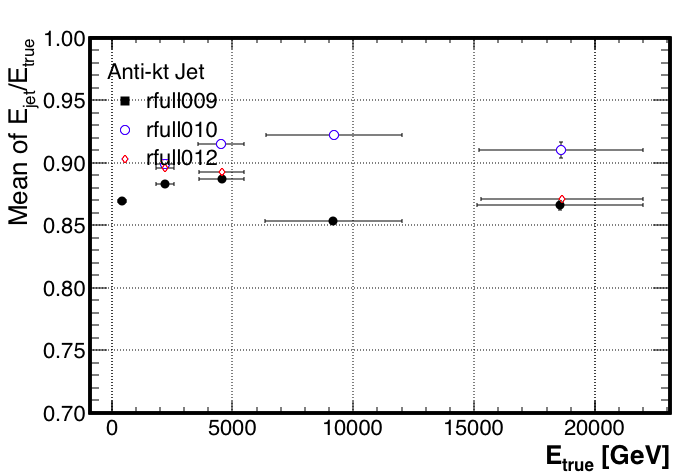 Mean of E_jet/E_true
1.00
0.95
0.90
0.85
0.80
0.75
0.70
Anti-kt Jet
rfull009
rfull010
rfull012
0 5000 10000 15000 20000
E_true [GeV]